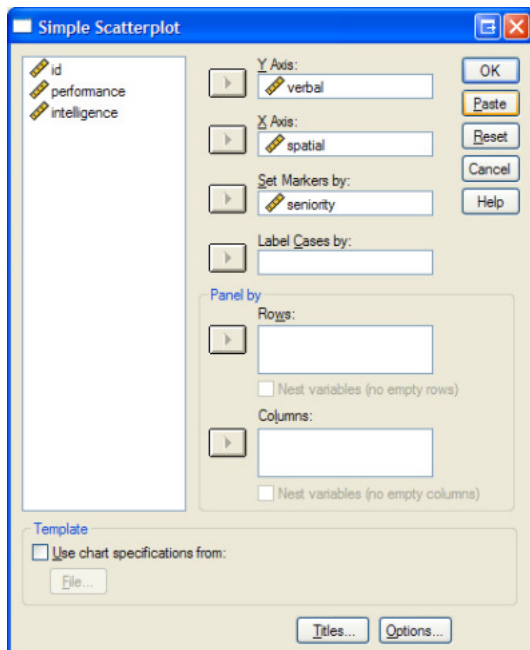 Simple Scatterplot
id
performance
intelligence
Y Axis:
verbal
X Axis:
spatial
Set Markers by:
seniority
Label Cases by:
Panel by
Rows:
Nest variables (no empty rows)
Columns:
Nest variables (no empty columns)
OK
Paste
Reset
Cancel
Help
Template
Use chart specifications from:
File...
Titles...
Options...